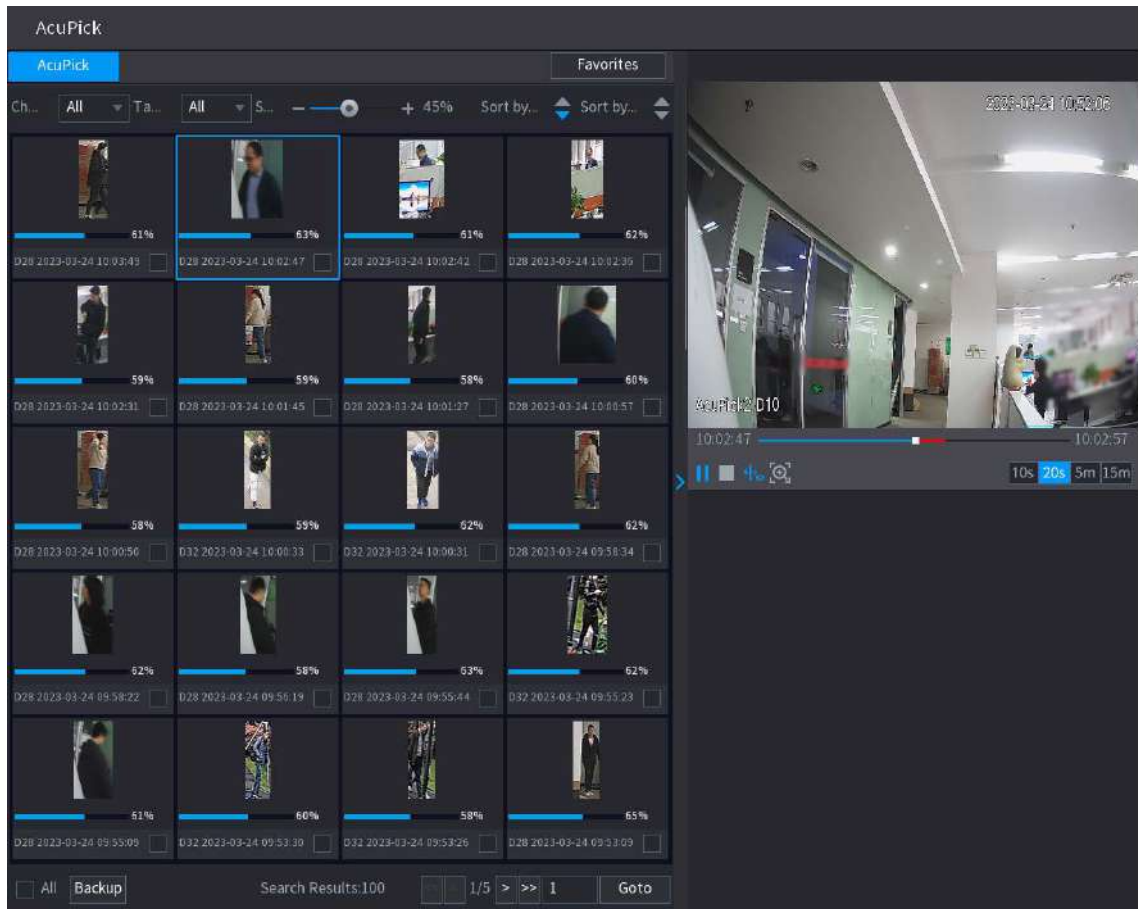 AcuPick
AcuPick
Favorites
Ch... All Ta... All S... 45% Sort by... Sort by...
61% 63% 61% 62%
D28 2023-03-24 10:03:49 D28 2023-03-24 10:02:47 D28 2023-03-24 10:02:42 D28 2023-03-24 10:02:36
59% 59% 58% 60%
D28 2023-03-24 10:02:31 D28 2023-03-24 10:01:45 D28 2023-03-24 10:01:27 D28 2023-03-24 10:00:57
58% 59% 62% 62%
D28 2023-03-24 10:00:50 D32 2023-03-24 10:00:33 D32 2023-03-24 10:00:31 D28 2023-03-24 09:58:34
62% 58% 63% 62%
D28 2023-03-24 09:58:22 D28 2023-03-24 09:56:19 D28 2023-03-24 09:55:44 D32 2023-03-24 09:55:23
61% 60% 58% 65%
D28 2023-03-24 09:55:09 D32 2023-03-24 09:53:30 D32 2023-03-24 09:53:26 D28 2023-03-24 09:53:09
All Backup Search Results:100 1/5 > >> 1 Goto
2023-03-24 10:52:06
AcuPick2 D10
10:02:47 10:02:57
10s 20s 5m 15m